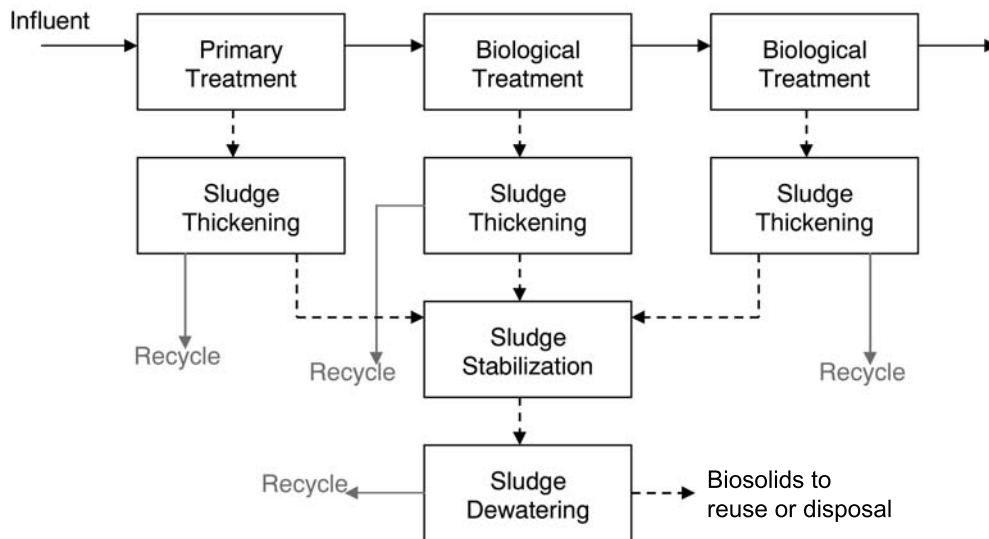 Influent
Primary
Treatment
Biological
Treatment
Biological
Treatment
Sludge
Thickening
Sludge
Thickening
Sludge
Thickening
Recycle
Recycle
Recycle
Sludge
Stabilization
Recycle
Sludge
Dewatering
Biosolids to
reuse or disposal